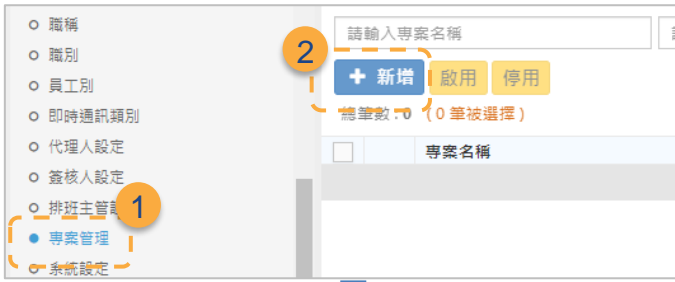 職稱
職別
員工別
即時通訊類別
代理人設定
簽核人設定
排班主管
1
專案管理
系統設定
請輸入專案名稱
2
+ 新增
啟用
停用
總筆數：0 (0 筆被選擇)
專案名稱